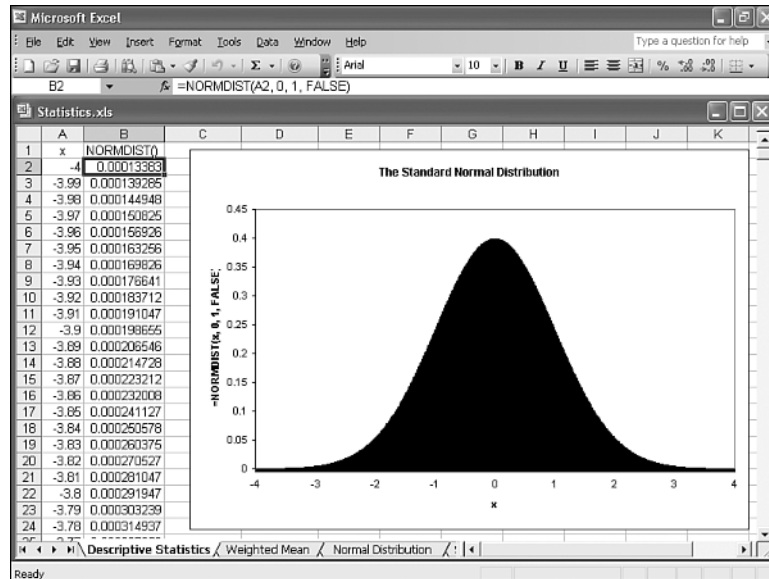 Microsoft Excel
File Edit View Insert Format Tools Data Window Help Type a question for help
Arial 10 B I U %
B2 fx =NORMDIST(A2, 0, 1, FALSE)
Statistics.xls
A B C D E F G H I J K
1 x NORMDIST()
2 -4 0.00013383
3 -3.99 0.000139285
4 -3.98 0.000144948
5 -3.97 0.000150825
6 -3.96 0.000156926
7 -3.95 0.000163256
8 -3.94 0.000169826
9 -3.93 0.000176641
10 -3.92 0.000183712
11 -3.91 0.000191047
12 -3.9 0.000198655
13 -3.89 0.000206546
14 -3.88 0.000214728
15 -3.87 0.000223212
16 -3.86 0.000232008
17 -3.85 0.000241127
18 -3.84 0.000250578
19 -3.83 0.000260375
20 -3.82 0.000270527
21 -3.81 0.000281047
22 -3.8 0.000291947
23 -3.79 0.000303239
24 -3.78 0.000314937
The Standard Normal Distribution
=NORMDIST(x, 0, 1, FALSE)
0.45
0.4
0.35
0.3
0.25
0.2
0.15
0.1
0.05
0
-4 -3 -2 -1 0 1 2 3 4
x
Descriptive Statistics Weighted Mean Normal Distribution
Ready